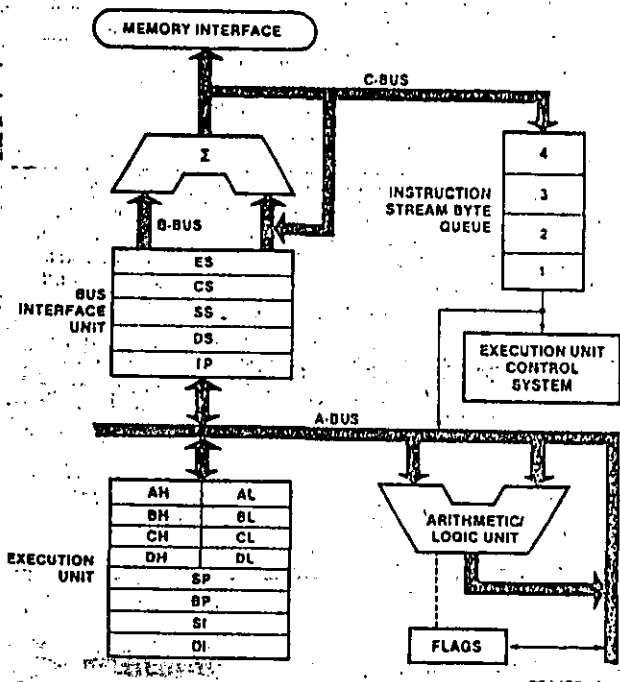 MEMORY INTERFACE
C-BUS
Σ
B-BUS
INSTRUCTION
STREAM BYTE
QUEUE
4
3
2
1
BUS
INTERFACE
UNIT
ES
CS
SS
DS
IP
EXECUTION UNIT
CONTROL
SYSTEM
A-BUS
EXECUTION
UNIT
AH AL
BH BL
CH CL
DH DL
SP
BP
SI
DI
ARITHMETIC/
LOGIC UNIT
FLAGS